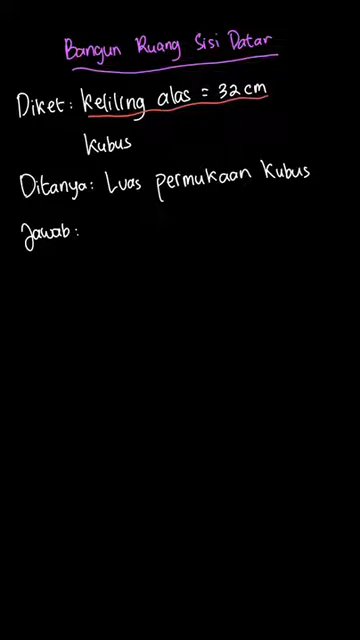 Bangun Ruang Sisi Datar
Diket: Keliling alas = 32 cm
Kubus
Ditanya: Luas permukaan Kubus
Jawab: